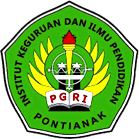 INSTITUT KEGURUAN DAN ILMU PENDIDIKAN
PGRI
PONTIANAK